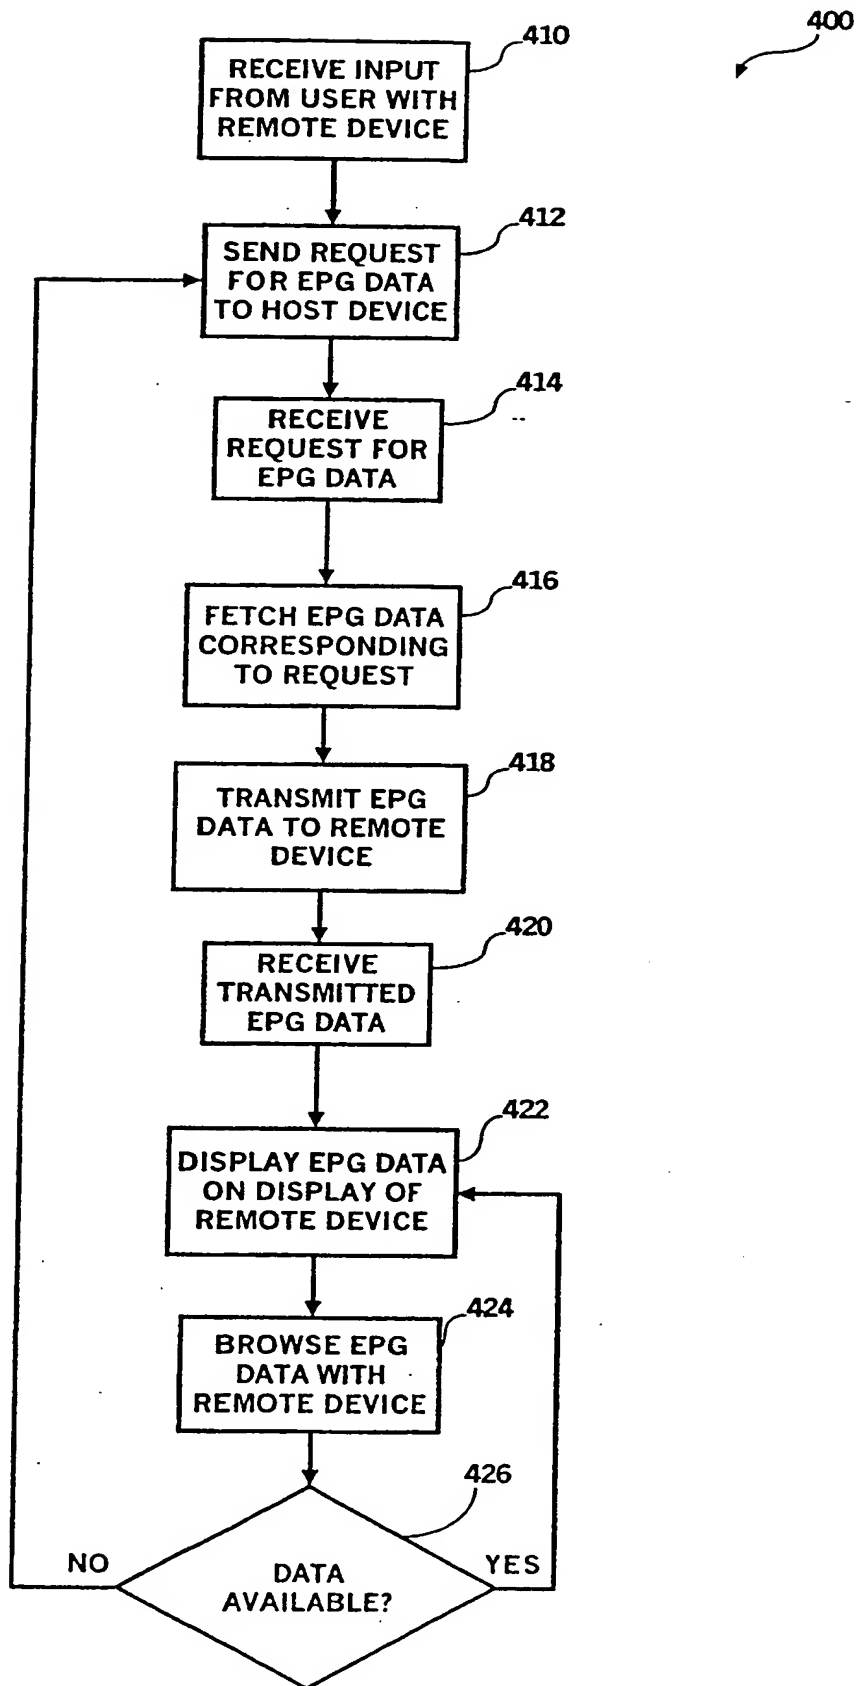 400
410
RECEIVE INPUT
FROM USER WITH
REMOTE DEVICE
412
SEND REQUEST
FOR EPG DATA
TO HOST DEVICE
414
RECEIVE
REQUEST FOR
EPG DATA
416
FETCH EPG DATA
CORRESPONDING
TO REQUEST
418
TRANSMIT EPG
DATA TO REMOTE
DEVICE
420
RECEIVE
TRANSMITTED
EPG DATA
422
DISPLAY EPG DATA
ON DISPLAY OF
REMOTE DEVICE
424
BROWSE EPG
DATA WITH
REMOTE DEVICE
426
NO
YES
DATA
AVAILABLE?